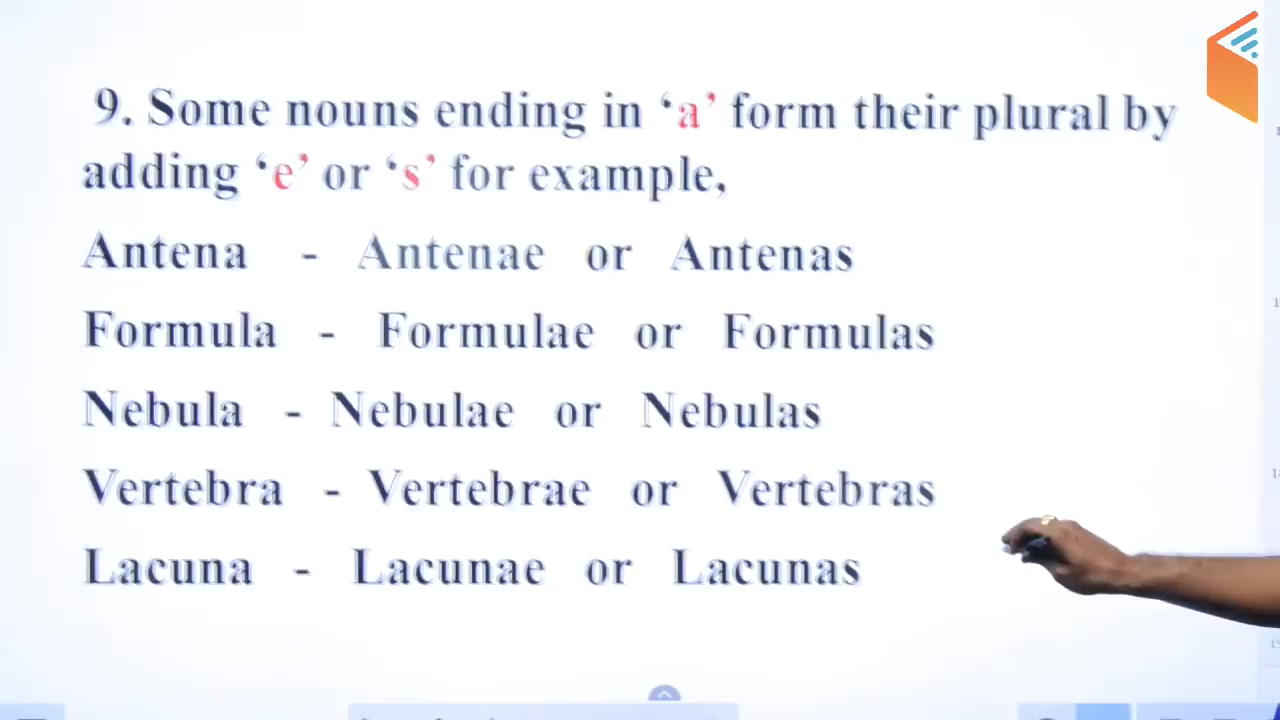 9. Some nouns ending in ‘a’ form their plural by
adding ‘e’ or ‘s’ for example,
Antena - Antenae or Antenas
Formula - Formulae or Formulas
Nebula - Nebulae or Nebulas
Vertebra - Vertebrae or Vertebras
Lacuna - Lacunae or Lacunas